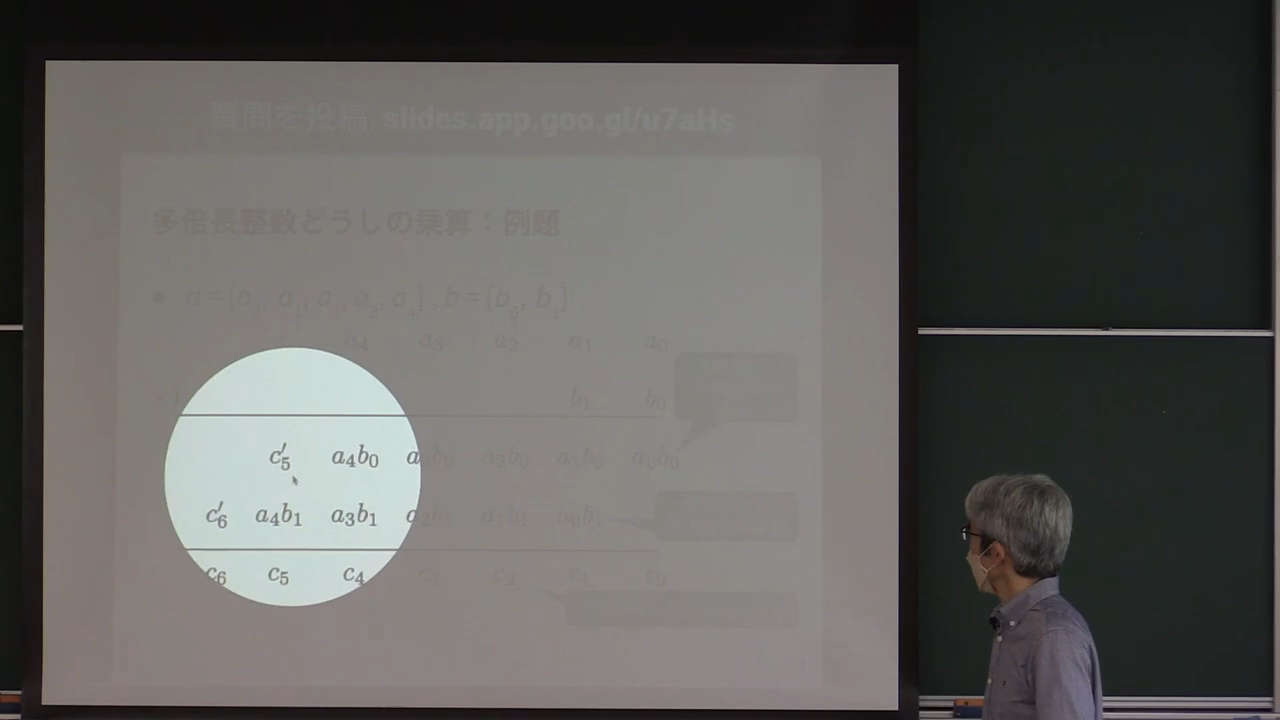 質問を投稿: slides.app.goo.gl/u7aHs
多倍長整数どうしの乗算：例題
• a = [a₀, a₁, a₂, a₃, a₄], b = [b₀, b₁]
a₄ a₃ a₂ a₁ a₀
×) b₁ b₀
c′₅ a₄b₀ a₃b₀ a₂b₀ a₁b₀ a₀b₀
c′₆ a₄b₁ a₃b₁ a₂b₁ a₁b₁ a₀b₁
c₆ c₅ c₄ c₃ c₂ c₁ c₀